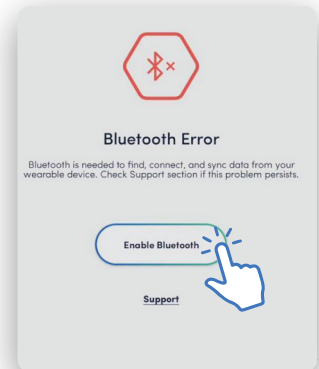 Bluetooth Error
Bluetooth is needed to find, connect, and sync data from your
wearable device. Check Support section if this problem persists.
Enable Bluetooth
Support